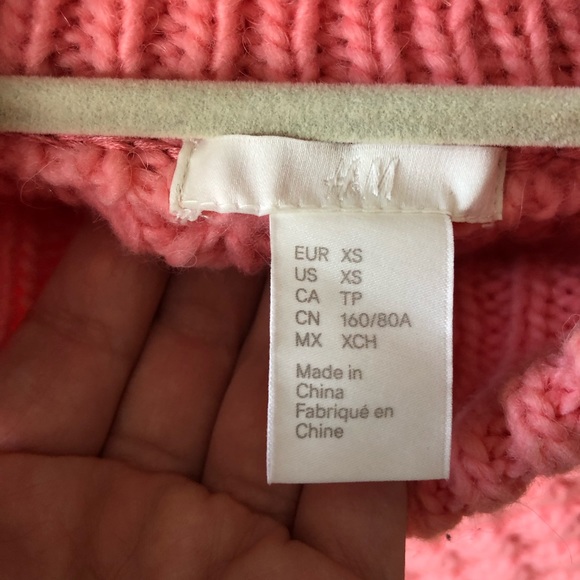 H&M
EUR XS
US XS
CA TP
CN 160/80A
MX XCH
Made in
China
Fabriqué en
Chine